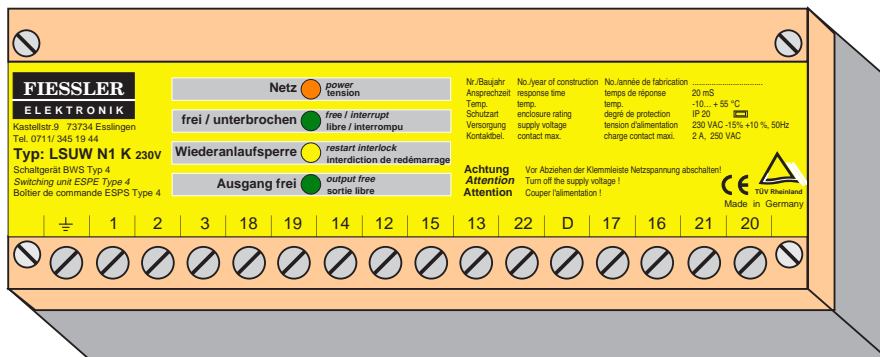 FIESSLER
ELEKTRONIK
Kastellstr.9 73734 Esslingen
Tel. 0711/ 345 19 44
Typ: LSUW N1 K 230V
Schaltgerät BWS Typ 4
Switching unit ESPE Type 4
Boîtier de commande ESPS Type 4
Netz power
tension
frei / unterbrochen free / interrupt
libre / interrompu
Wiederanlaufsperre restart interlock
interdiction de redémarrage
Ausgang frei output free
sortie libre
Nr./Baujahr No./year of construction No./année de fabrication ................................
Ansprechzeit response time temps de réponse 20 mS
Temp. temp. temp. -10... + 55 °C
Schutzart enclosure rating degré de protection IP 20
Versorgung supply voltage tension d'alimentation 230 VAC -15% +10 %, 50Hz
Kontaktbel. contact max. charge contact maxi. 2 A, 250 VAC
Achtung Vor Abziehen der Klemmleiste Netzspannung abschalten!
Attention Turn off the supply voltage !
Attention Couper l'alimentation !
CE TÜV Rheinland
Made in Germany
1 2 3 18 19 14 12 15 13 22 D 17 16 21 20